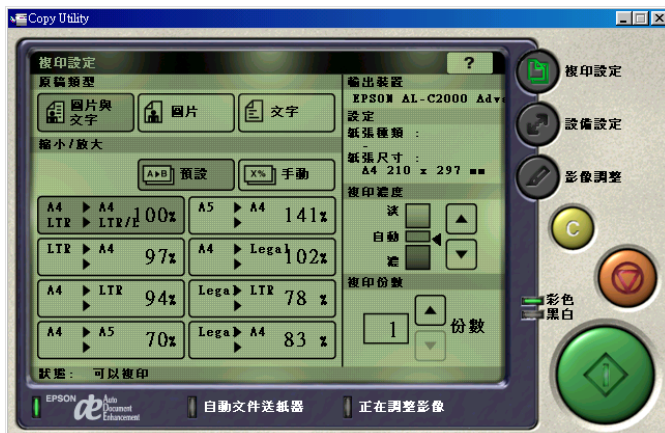 Copy Utility
複印設定
?
原稿類型
圖片與
文字
圖片
文字
縮小/放大
A▸B 預設
X% 手動
A4 ▶ A4
LTR ▶ LTR/E 100%
A5 ▶ A4
▶ 141%
LTR ▶ A4
▶ 97%
A4 ▶ Legal
▶ 102%
A4 ▶ LTR
▶ 94%
Legal ▶ LTR
▶ 78 %
A4 ▶ A5
▶ 70%
Legal ▶ A4
▶ 83 %
狀態: 可以複印
輸出裝置
EPSON AL-C2000 Adv
設定
紙張種類 :
-
紙張尺寸 :
A4 210 x 297 mm
複印濃度
淡
自動
濃
複印份數
1 份數
複印設定
設備設定
影像調整
C
彩色
黑白
EPSON de Auto
Document
Enhancement
自動文件送紙器
正在調整影像